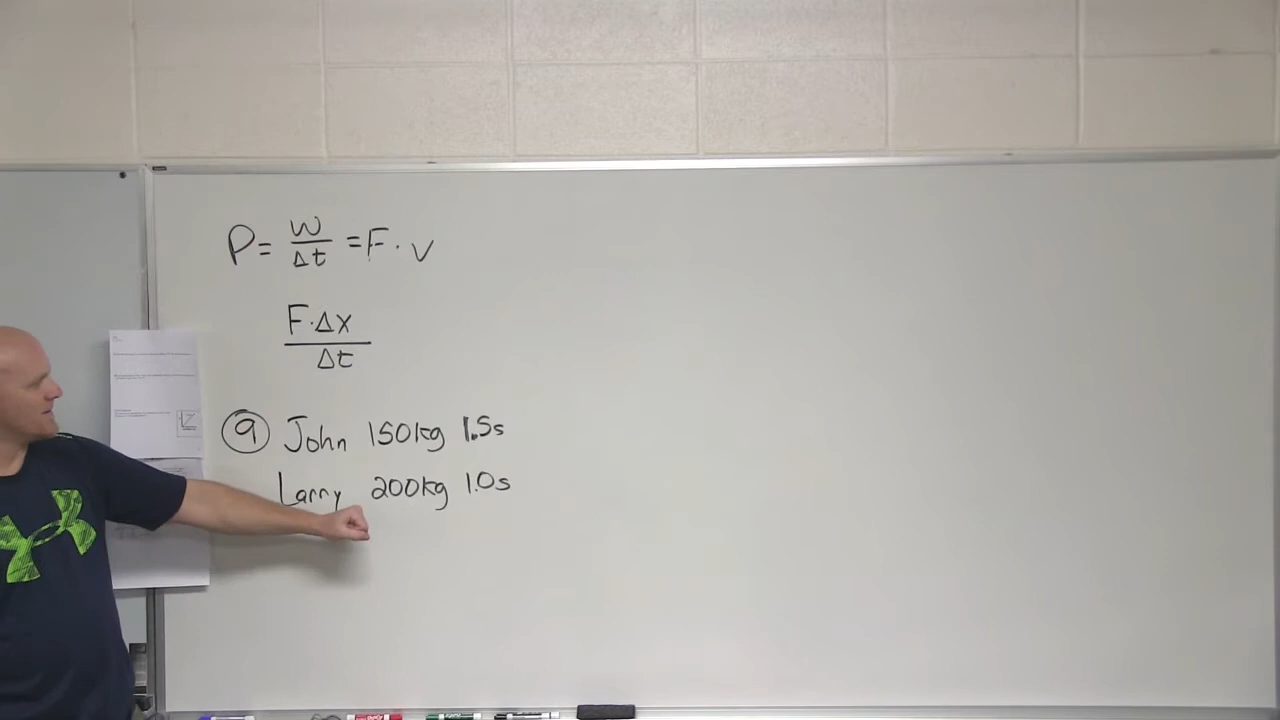 P = W/Δt = F · v
F·Δx/Δt
9 John 150kg 1.5s
Larry 200kg 1.0s